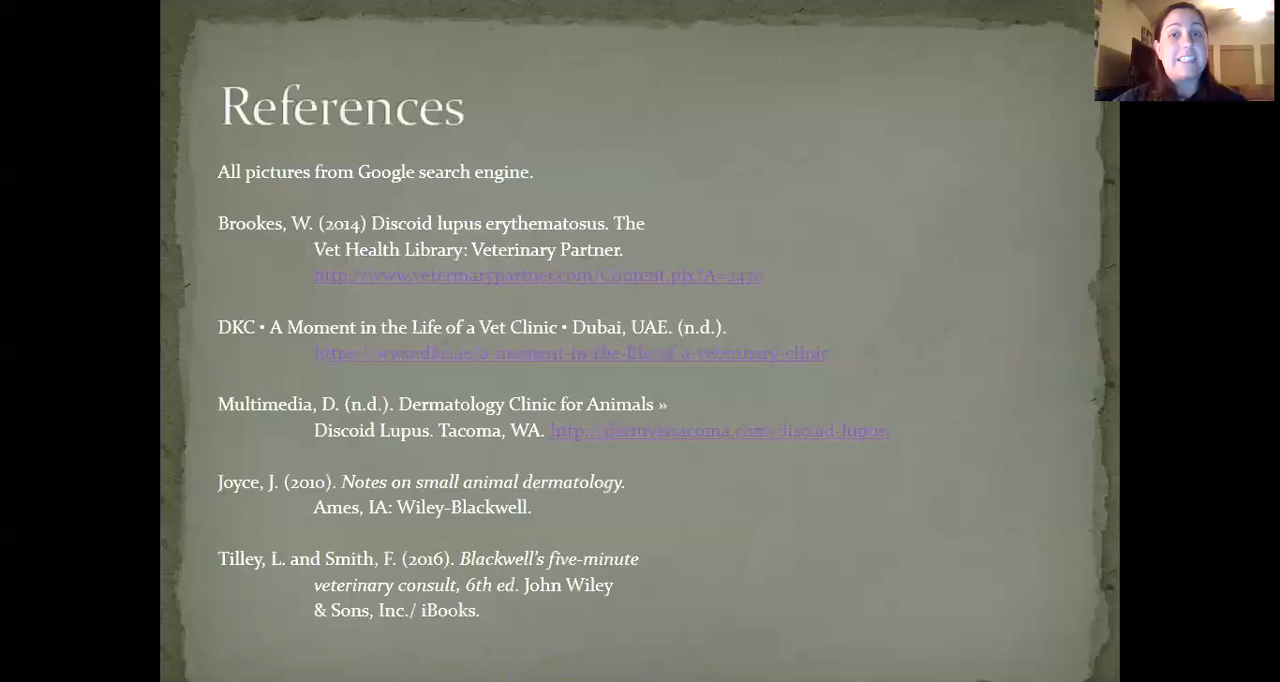 References
All pictures from Google search engine.
Brookes, W. (2014) Discoid lupus erythematosus. The
Vet Health Library: Veterinary Partner.
http://www.veterinarypartner.com/Content.plx?A=2470
DKC • A Moment in the Life of a Vet Clinic • Dubai, UAE. (n.d.).
https://www.dkc.ae/a-moment-in-the-life-of-a-veterinary-clinic
Multimedia, D. (n.d.). Dermatology Clinic for Animals »
Discoid Lupus. Tacoma, WA. http://dermvettacoma.com/discoid-lupus/
Joyce, J. (2010). Notes on small animal dermatology.
Ames, IA: Wiley-Blackwell.
Tilley, L. and Smith, F. (2016). Blackwell’s five-minute
veterinary consult, 6th ed. John Wiley
& Sons, Inc./ iBooks.